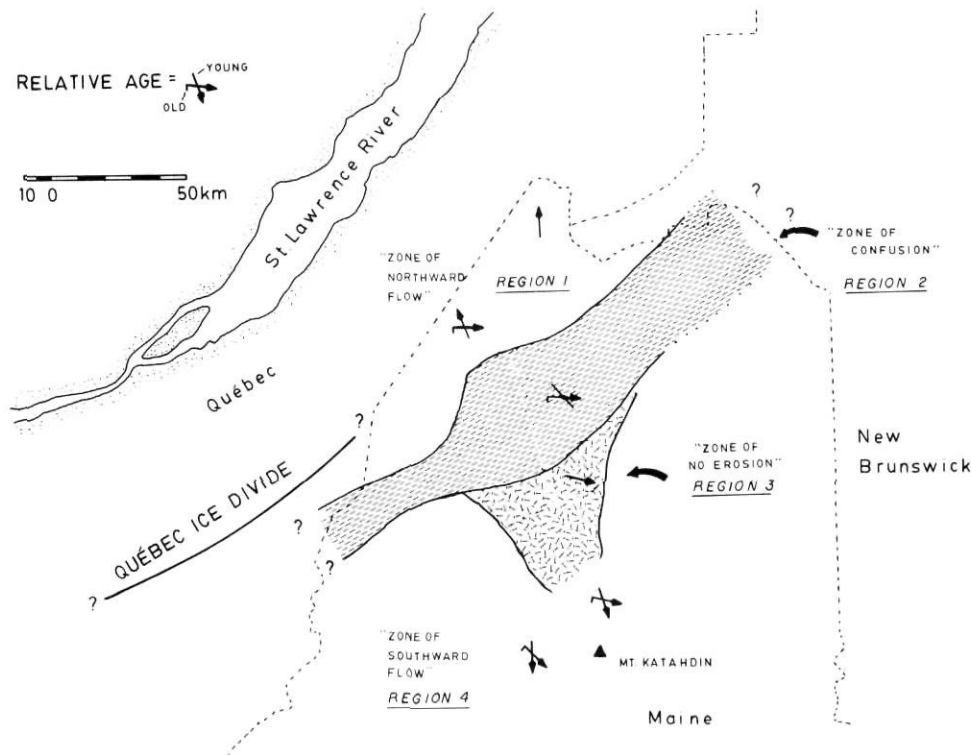 YOUNG
RELATIVE AGE =
OLD
10 0 50km
St Lawrence River
Québec
QUÉBEC ICE DIVIDE
?
?
?
?
?
?
"ZONE OF
NORTHWARD
FLOW"
REGION 1
"ZONE OF
CONFUSION"
REGION 2
"ZONE OF
NO EROSION"
REGION 3
New
Brunswick
"ZONE OF
SOUTHWARD
FLOW"
REGION 4
MT. KATAHDIN
Maine